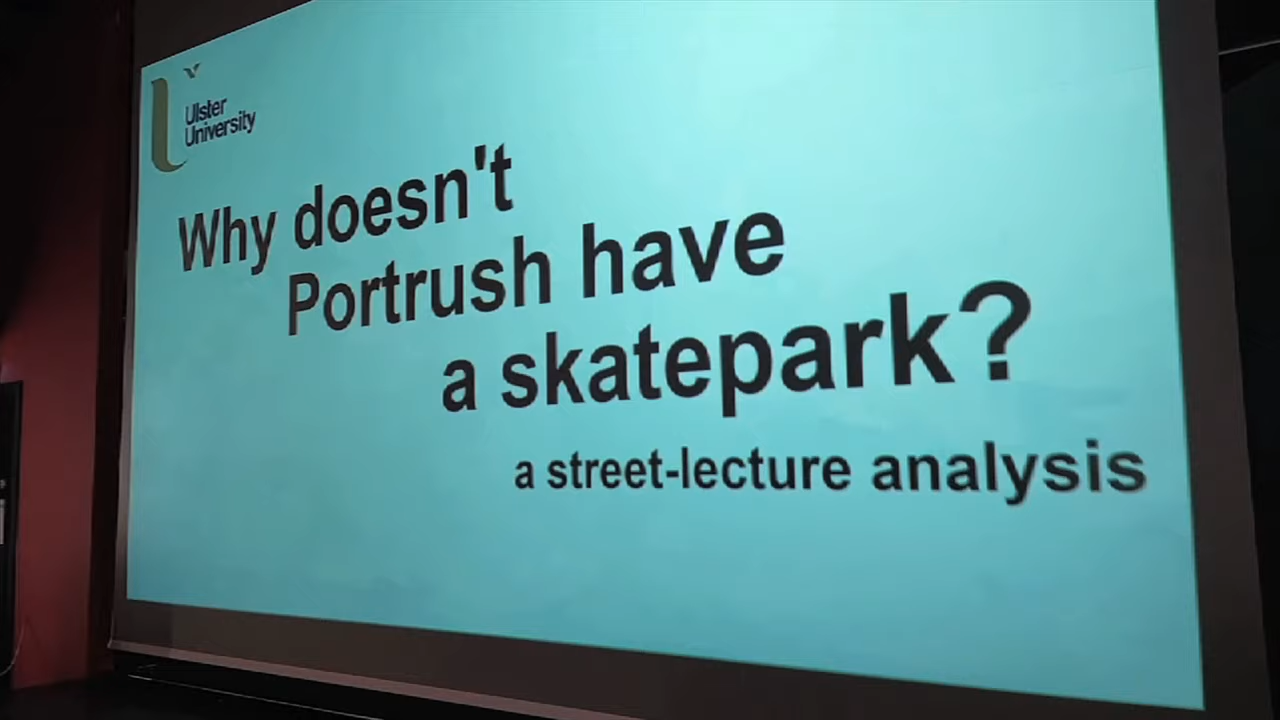 Ulster
University
Why doesn't
Portrush have
a skatepark?
a street-lecture analysis